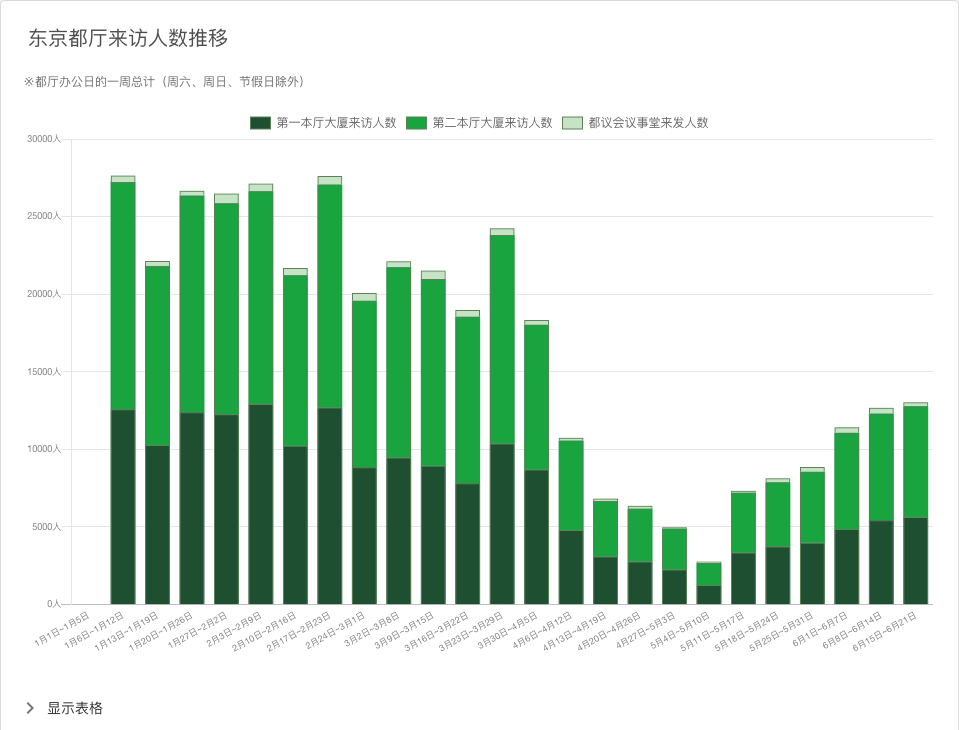 东京都厅来访人数推移
※都厅办公日的一周总计（周六、周日、节假日除外）
第一本厅大厦来访人数 第二本厅大厦来访人数 都议会议事堂来发人数
30000人
25000人
20000人
15000人
10000人
5000人
0人
1月1日~1月5日
1月6日~1月12日
1月13日~1月19日
1月20日~1月26日
1月27日~2月2日
2月3日~2月9日
2月10日~2月16日
2月17日~2月23日
2月24日~3月1日
3月2日~3月8日
3月9日~3月15日
3月16日~3月22日
3月23日~3月29日
3月30日~4月5日
4月6日~4月12日
4月13日~4月19日
4月20日~4月26日
4月27日~5月3日
5月4日~5月10日
5月11日~5月17日
5月18日~5月24日
5月25日~5月31日
6月1日~6月7日
6月8日~6月14日
6月15日~6月21日
显示表格